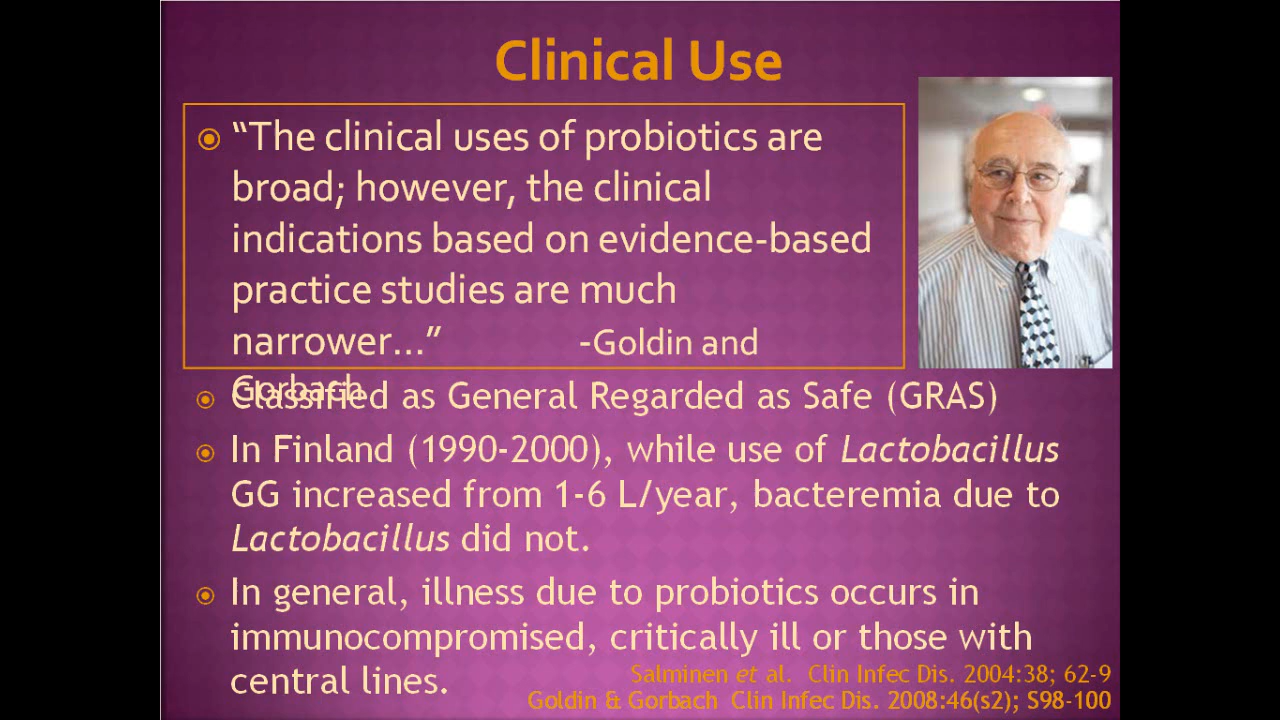 Clinical Use
“The clinical uses of probiotics are
broad; however, the clinical
indications based on evidence-based
practice studies are much
narrower…” -Goldin and
Gorbach
Classified as General Regarded as Safe (GRAS)
In Finland (1990-2000), while use of Lactobacillus
GG increased from 1-6 L/year, bacteremia due to
Lactobacillus did not.
In general, illness due to probiotics occurs in
immunocompromised, critically ill or those with
central lines.
Salminen et al. Clin Infec Dis. 2004:38; 62-9
Goldin & Gorbach Clin Infec Dis. 2008:46(s2); S98-100